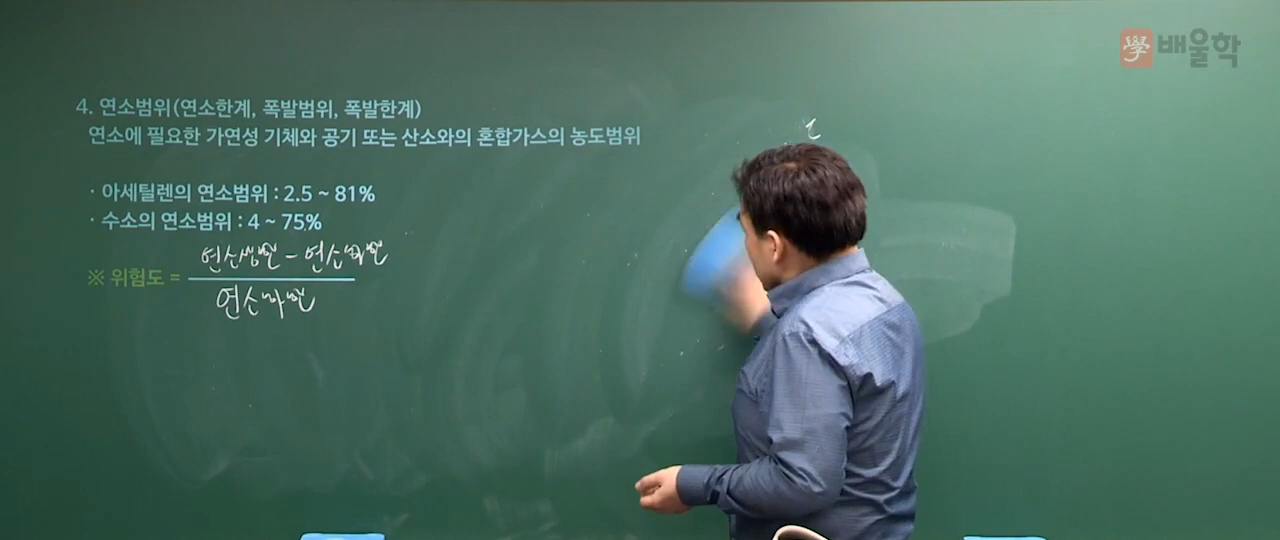 學 배울학
4. 연소범위(연소한계, 폭발범위, 폭발한계)
연소에 필요한 가연성 기체와 공기 또는 산소와의 혼합가스의 농도범위
· 아세틸렌의 연소범위 : 2.5 ~ 81%
· 수소의 연소범위 : 4 ~ 75%
연소상한 - 연소하한
※ 위험도 =
연소하한